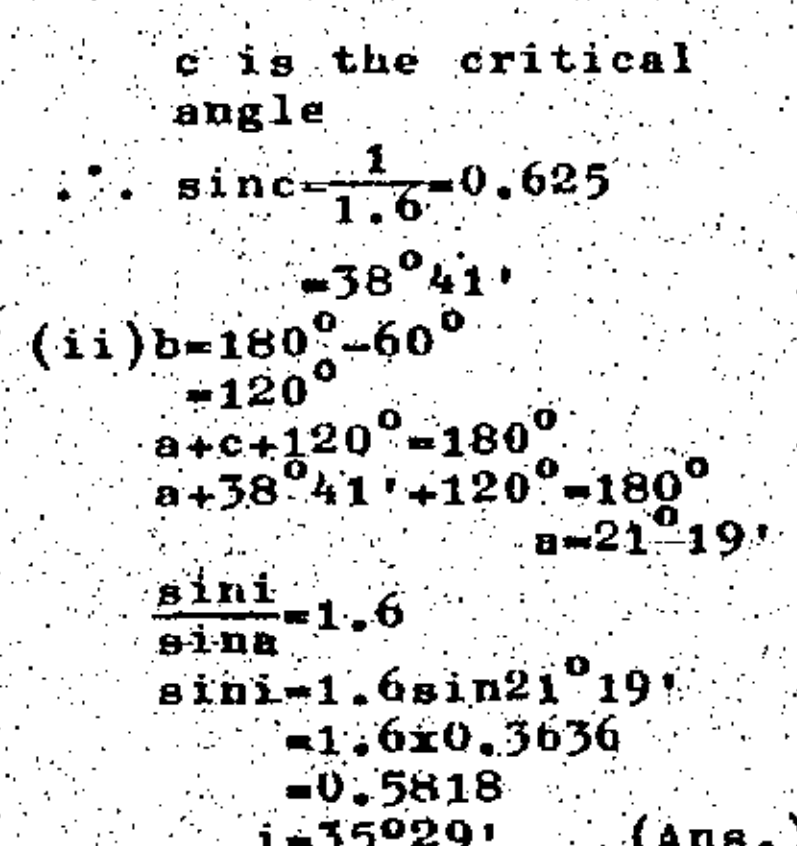 c is the critical
angle
∴ sinc=1/1.6=0.625
=38°41'
(ii)b=180°-60°
=120°
a+c+120°=180°
a+38°41'+120°=180°
a=21°19'
sini/sina=1.6
sini=1.6sin21°19'
=1.6x0.3636
=0.5818
i=35°29' (Ans.)